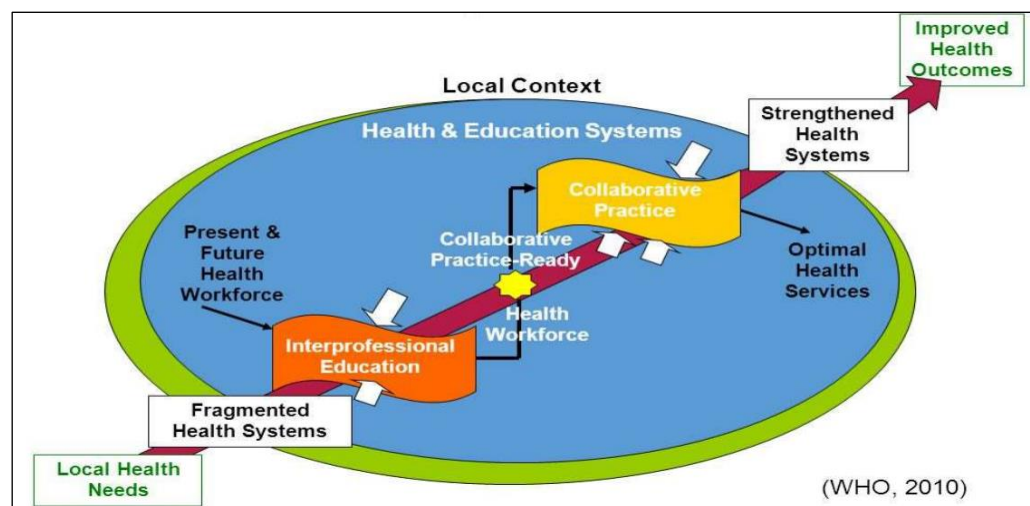 Improved
Health
Outcomes
Local Context
Health & Education Systems
Strengthened
Health
Systems
Collaborative
Practice
Present &
Future
Health
Workforce
Collaborative
Practice-Ready
Optimal
Health
Services
Health
Workforce
Interprofessional
Education
Fragmented
Health Systems
Local Health
Needs
(WHO, 2010)